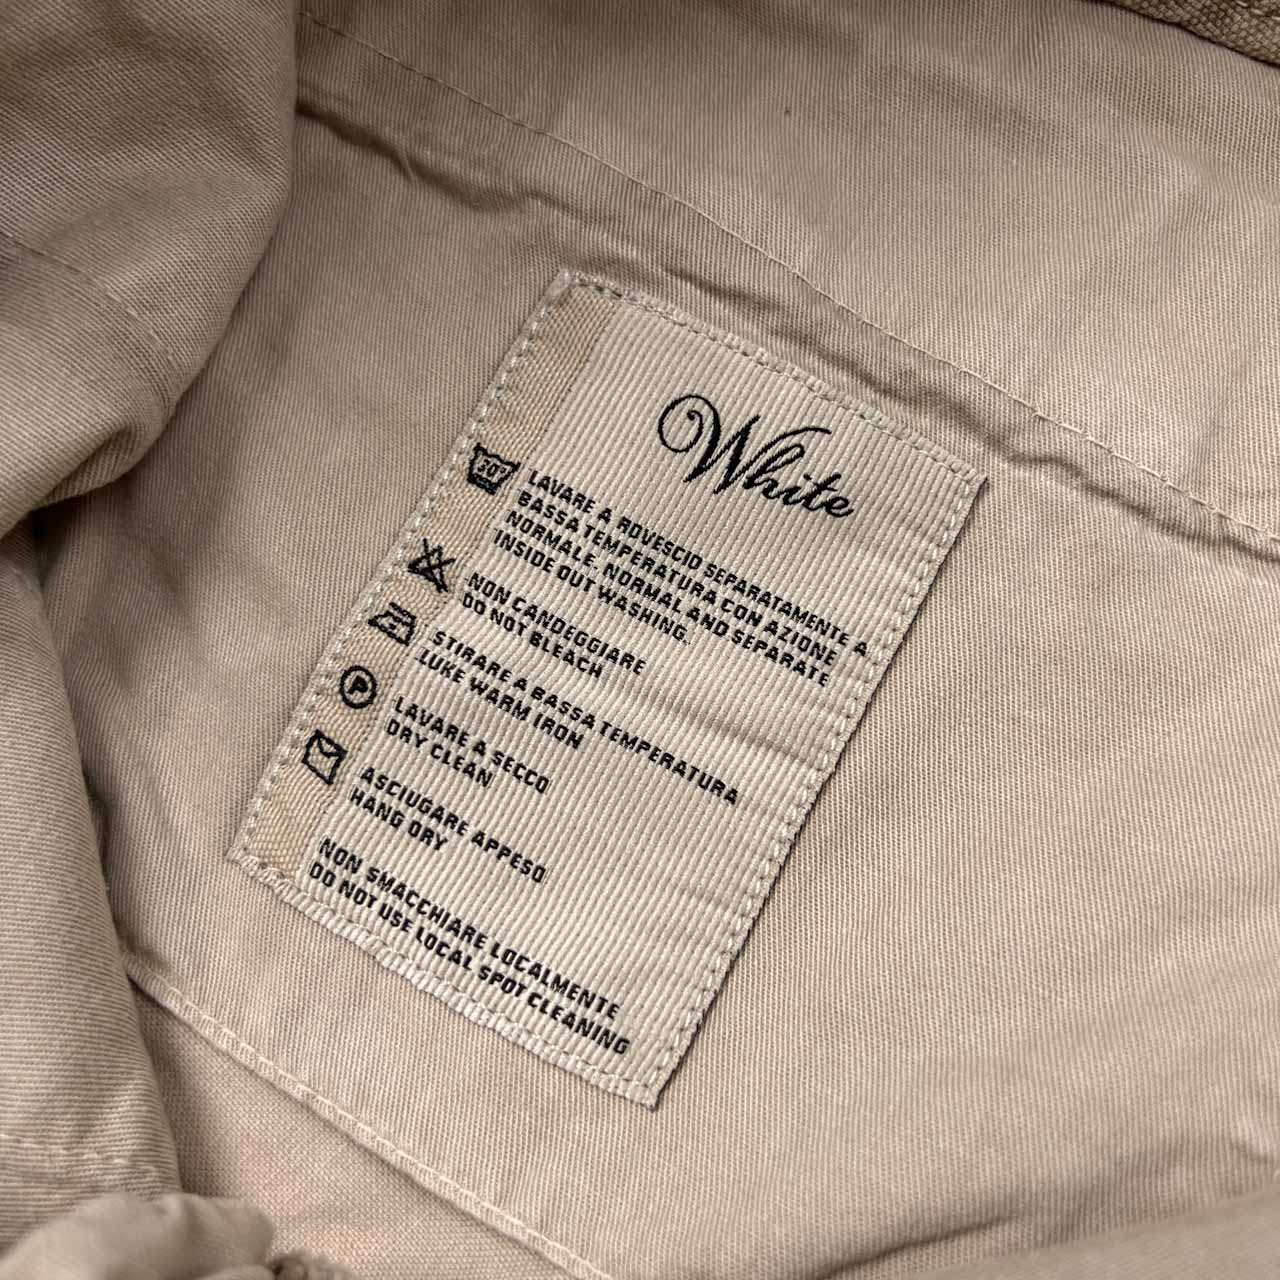 White
30°
LAVARE A ROVESCIO SEPARATAMENTE A
BASSA TEMPERATURA CON AZIONE
NORMALE. NORMAL AND SEPARATE
INSIDE OUT WASHING.
NON CANDEGGIARE
DO NOT BLEACH
STIRARE A BASSA TEMPERATURA
LUKE WARM IRON
P
LAVARE A SECCO
DRY CLEAN
ASCIUGARE APPESO
HANG DRY
NON SMACCHIARE LOCALMENTE
DO NOT USE LOCAL SPOT CLEANING